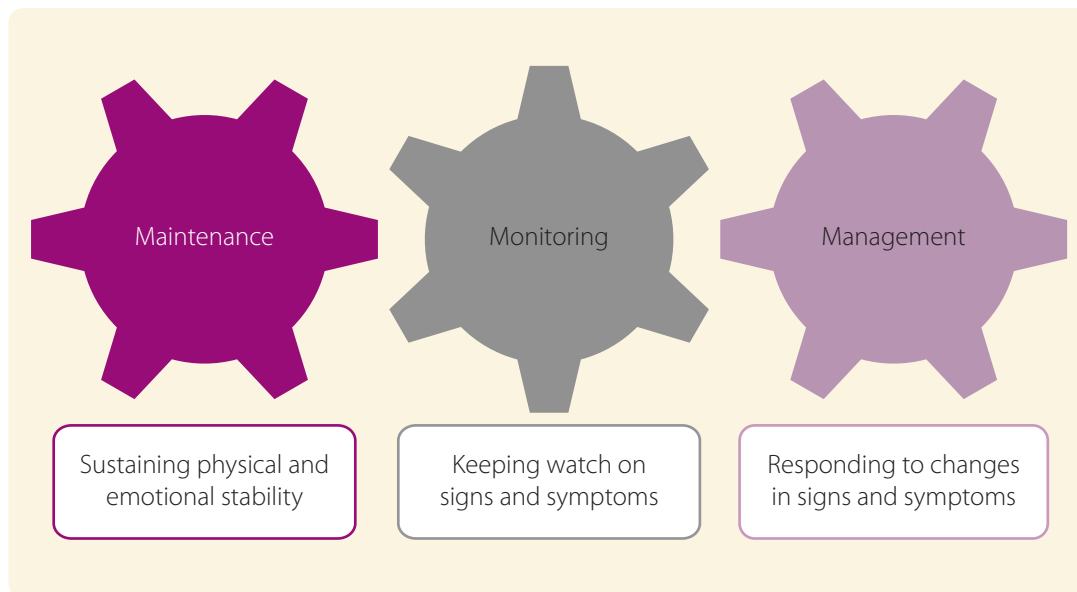 Maintenance
Monitoring
Management
Sustaining physical and
emotional stability
Keeping watch on
signs and symptoms
Responding to changes
in signs and symptoms